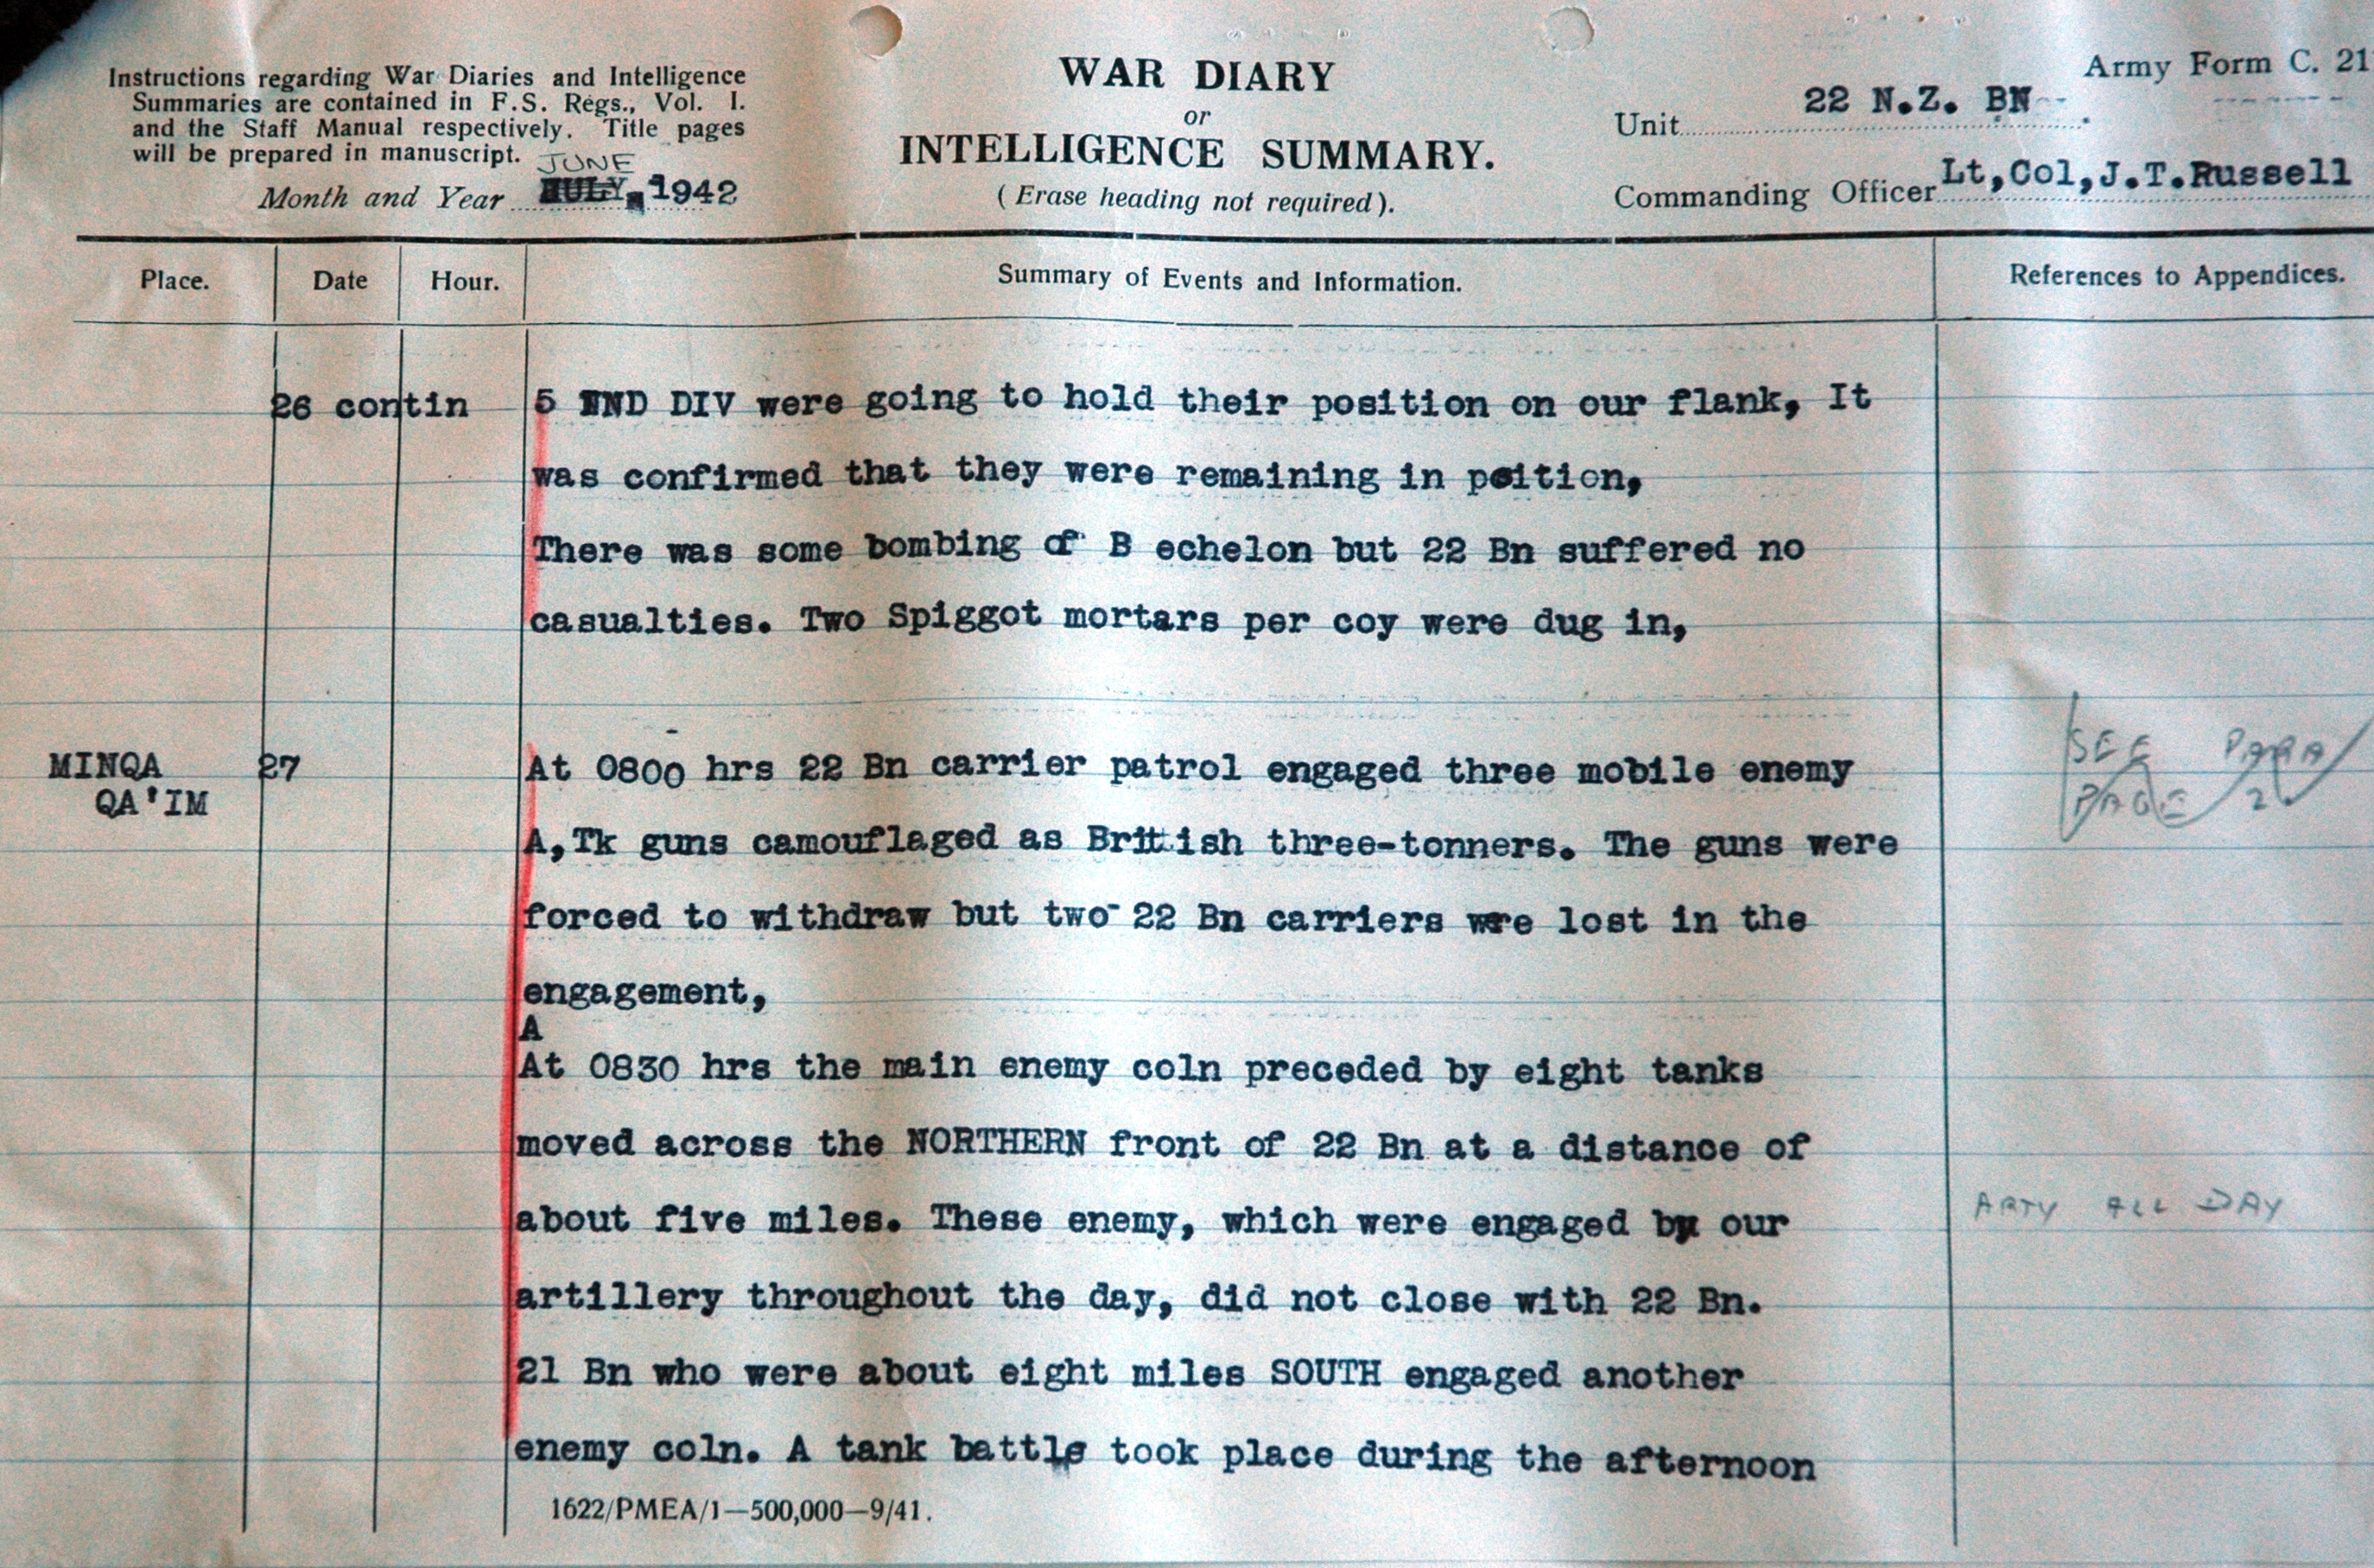 Instructions regarding War Diaries and Intelligence
Summaries are contained in F.S. Regs., Vol. I.
and the Staff Manual respectively. Title pages
will be prepared in manuscript.
JUNE
Month and Year JULY, 1942
WAR DIARY
or
INTELLIGENCE SUMMARY.
(Erase heading not required).
Army Form C. 21
Unit 22 N.Z. BN.
Commanding Officer Lt,Col,J.T.Russell
Place. Date Hour. Summary of Events and Information. References to Appendices.
26 contin 5 IND DIV were going to hold their position on our flank, It
was confirmed that they were remaining in poition,
There was some bombing of B echelon but 22 Bn suffered no
casualties. Two Spiggot mortars per coy were dug in,
MINQA 27 At 0800 hrs 22 Bn carrier patrol engaged three mobile enemy
QA'IM
SEE PARA
PAGE 2.
A,Tk guns camouflaged as British three-tonners. The guns were
forced to withdraw but two 22 Bn carriers wre lost in the
engagement,
A
At 0830 hrs the main enemy coln preceded by eight tanks
moved across the NORTHERN front of 22 Bn at a distance of
about five miles. These enemy, which were engaged by our
ARTY ALL DAY
artillery throughout the day, did not close with 22 Bn.
21 Bn who were about eight miles SOUTH engaged another
enemy coln. A tank battle took place during the afternoon
1622/PMEA/1—500,000—9/41.